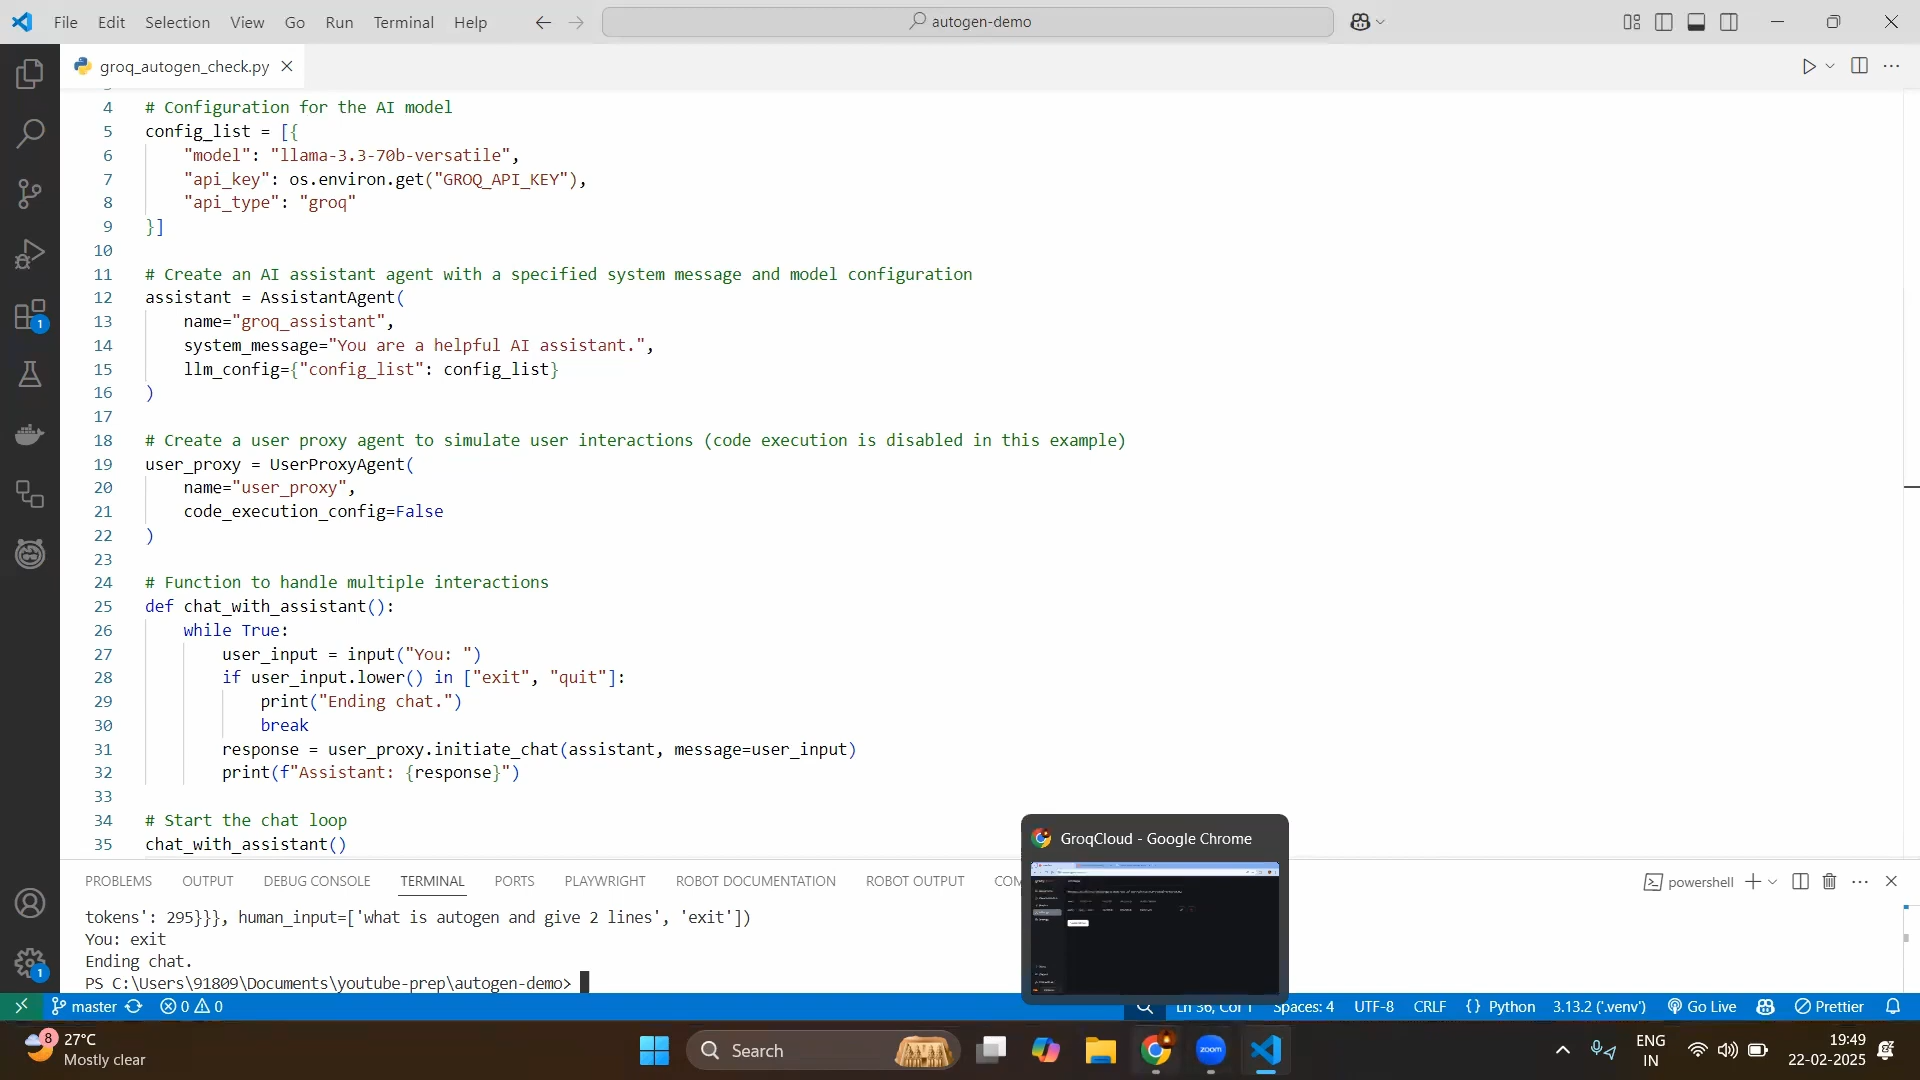 File Edit Selection View Go Run Terminal Help
autogen-demo
groq_autogen_check.py
4 # Configuration for the AI model
5 config_list = [{
6 "model": "llama-3.3-70b-versatile",
7 "api_key": os.environ.get("GROQ_API_KEY"),
8 "api_type": "groq"
9 }]
10
11 # Create an AI assistant agent with a specified system message and model configuration
12 assistant = AssistantAgent(
13 name="groq_assistant",
14 system_message="You are a helpful AI assistant.",
15 llm_config={"config_list": config_list}
16 )
17
18 # Create a user proxy agent to simulate user interactions (code execution is disabled in this example)
19 user_proxy = UserProxyAgent(
20 name="user_proxy",
21 code_execution_config=False
22 )
23
24 # Function to handle multiple interactions
25 def chat_with_assistant():
26 while True:
27 user_input = input("You: ")
28 if user_input.lower() in ["exit", "quit"]:
29 print("Ending chat.")
30 break
31 response = user_proxy.initiate_chat(assistant, message=user_input)
32 print(f"Assistant: {response}")
33
34 # Start the chat loop
35 chat_with_assistant()
GroqCloud - Google Chrome
PROBLEMS OUTPUT DEBUG CONSOLE TERMINAL PORTS PLAYWRIGHT ROBOT DOCUMENTATION ROBOT OUTPUT COM powershell
tokens': 295}}}, human_input=['what is autogen and give 2 lines', 'exit'])
You: exit
Ending chat.
PS C:\Users\91809\Documents\youtube-prep\autogen-demo>
master 0 0 Ln 36, Col 1 Spaces: 4 UTF-8 CRLF {} Python 3.13.2 ('.venv') Go Live Prettier
8 27°C
Mostly clear
Search
zoom
ENG
IN
19:49
22-02-2025
1
1